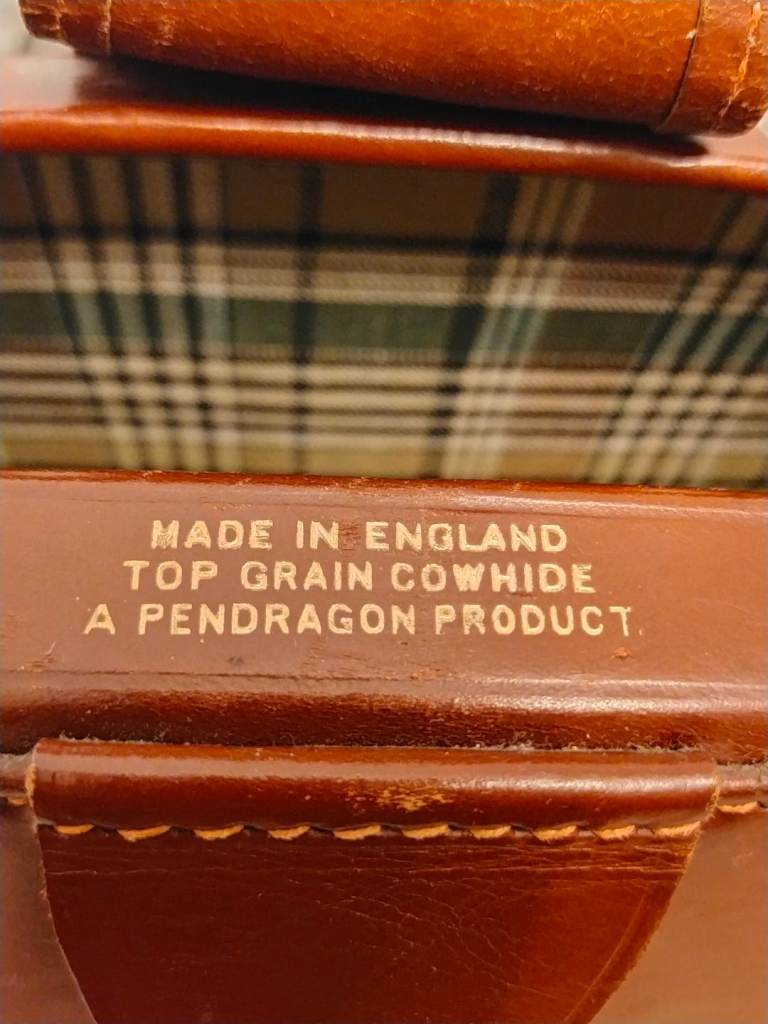 MADE IN ENGLAND
TOP GRAIN COWHIDE
A PENDRAGON PRODUCT.